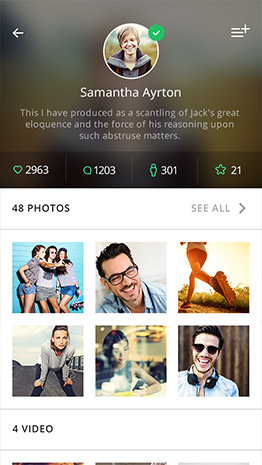 Samantha Ayrton
This I have produced as a scantling of Jack's great
eloquence and the force of his reasoning upon
such abstruse matters.
2963 1203 301 21
48 PHOTOS SEE ALL
4 VIDEO